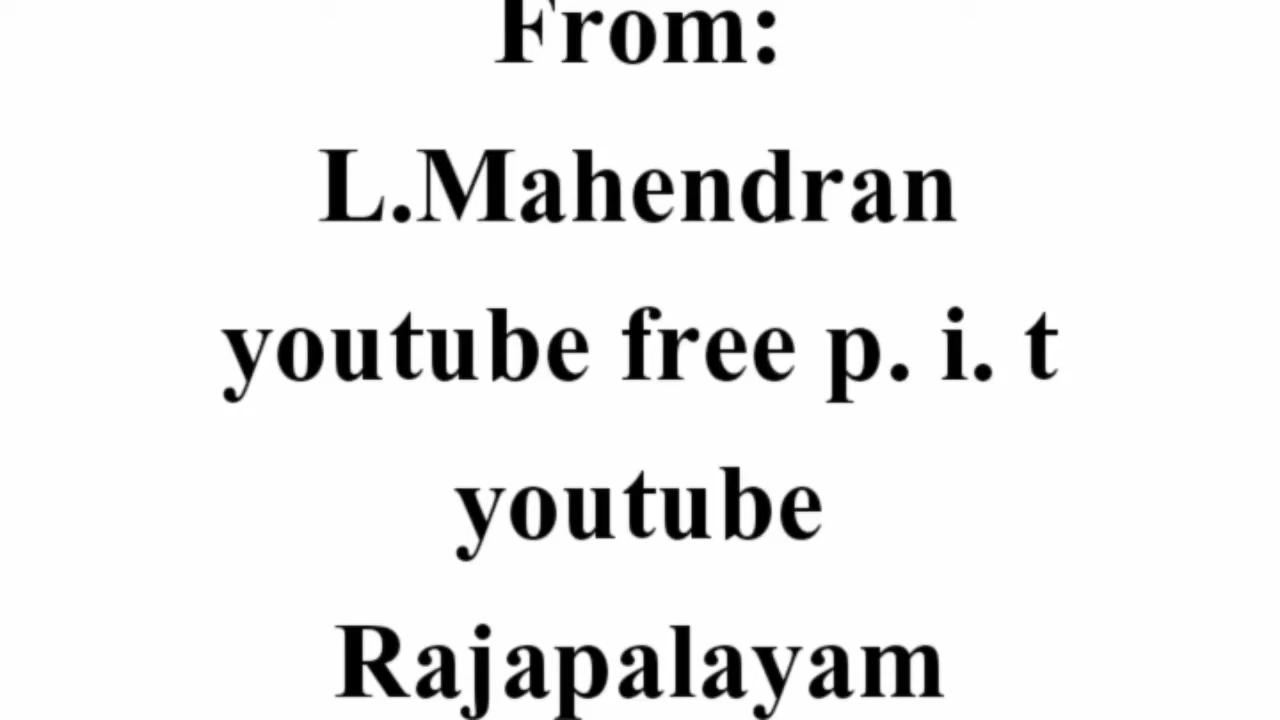 From:
L.Mahendran
youtube free p. i. t
youtube
Rajapalayam